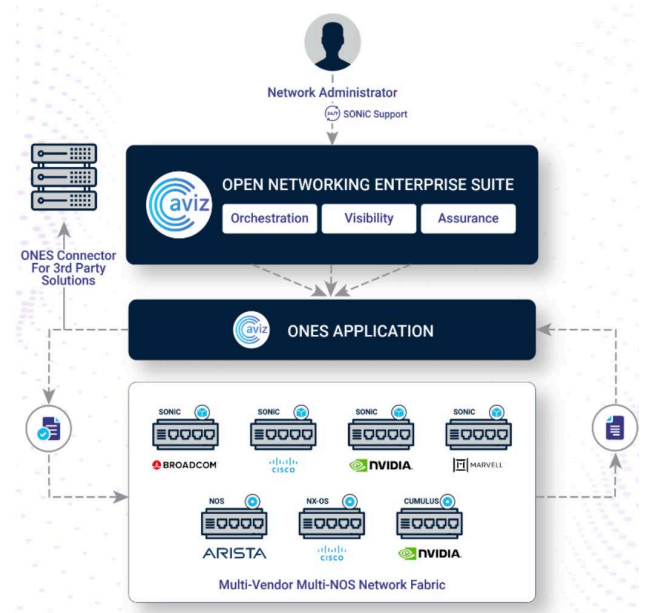 Network Administrator
24/7 SONiC Support
aviz
OPEN NETWORKING ENTERPRISE SUITE
Orchestration Visibility Assurance
ONES Connector
For 3rd Party
Solutions
aviz ONES APPLICATION
SONiC SONiC SONiC SONiC
BROADCOM CISCO NVIDIA MARVELL
NOS NX-OS CUMULUS
ARISTA CISCO NVIDIA
Multi-Vendor Multi-NOS Network Fabric